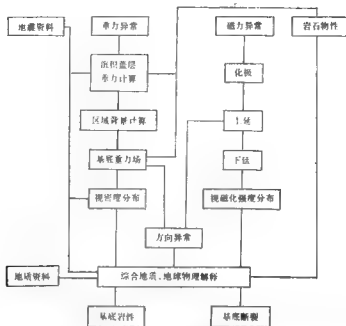 地震资料
重力异常
磁力异常
岩石物性
沉积盖层
重力计算
化极
区域背景计算
上延
基底重力场
下延
视密度分布
视磁化强度分布
方向异常
地质资料
综合地质、地球物理解释
基底岩性
基底断裂